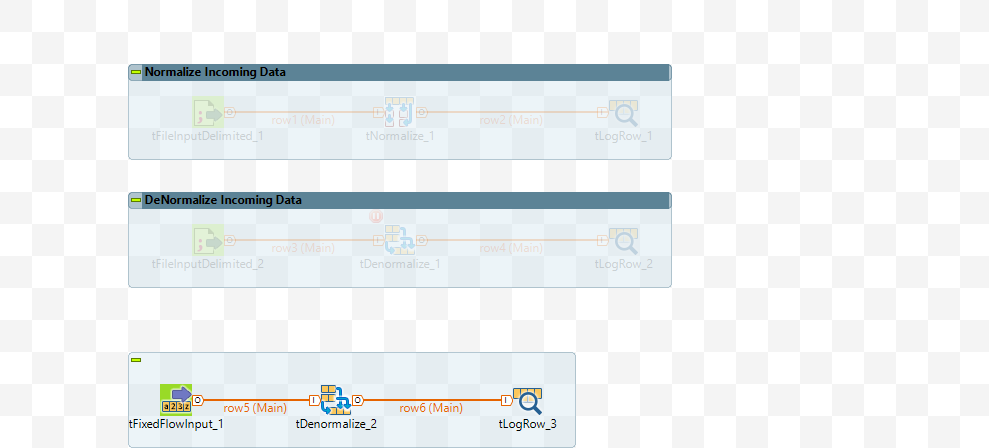 Normalize Incoming Data
row1 (Main)
row2 (Main)
tFileInputDelimited_1
tNormalize_1
tLogRow_1
DeNormalize Incoming Data
row3 (Main)
row4 (Main)
tFileInputDelimited_2
tDenormalize_1
tLogRow_2
row5 (Main)
row6 (Main)
tFixedFlowInput_1
tDenormalize_2
tLogRow_3